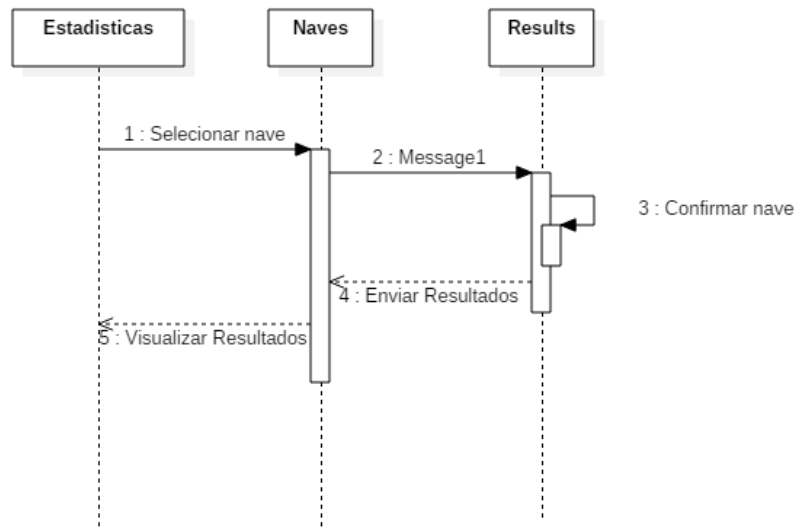 Estadisticas
Naves
Results
1 : Selecionar nave
2 : Message1
3 : Confirmar nave
4 : Enviar Resultados
5 : Visualizar Resultados